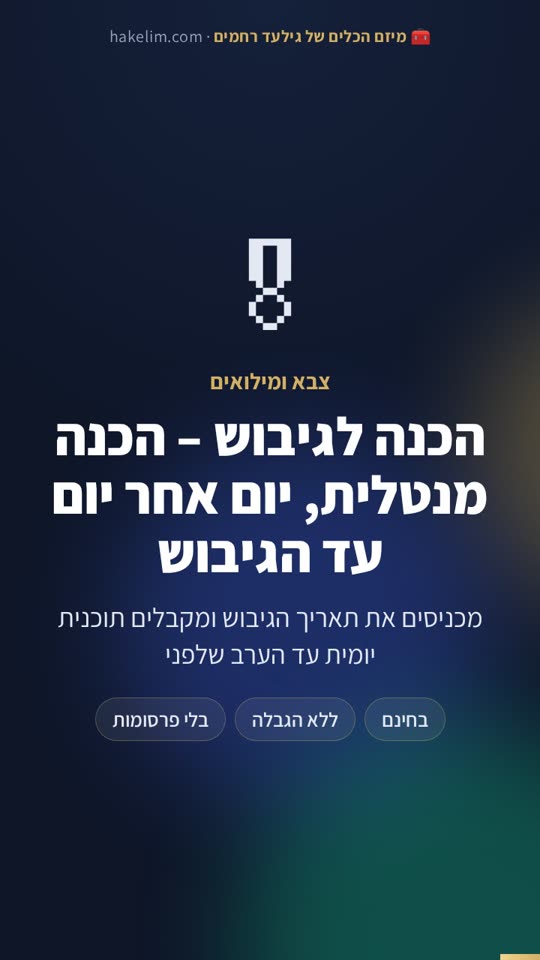 🧰 מיזם הכלים של גילעד רחמים · hakelim.com
צבא ומילואים
הכנה לגיבוש – הכנה
מנטלית, יום אחר יום
עד הגיבוש
מכניסים את תאריך הגיבוש ומקבלים תוכנית
יומית עד הערב שלפני
בחינם
ללא הגבלה
בלי פרסומות